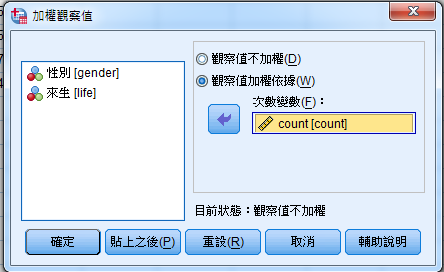 加權觀察值
性別 [gender]
來生 [life]
觀察值不加權(D)
觀察值加權依據(W)
次數變數(F)：
count [count]
目前狀態：觀察值不加權
確定
貼上之後(P)
重設(R)
取消
輔助說明